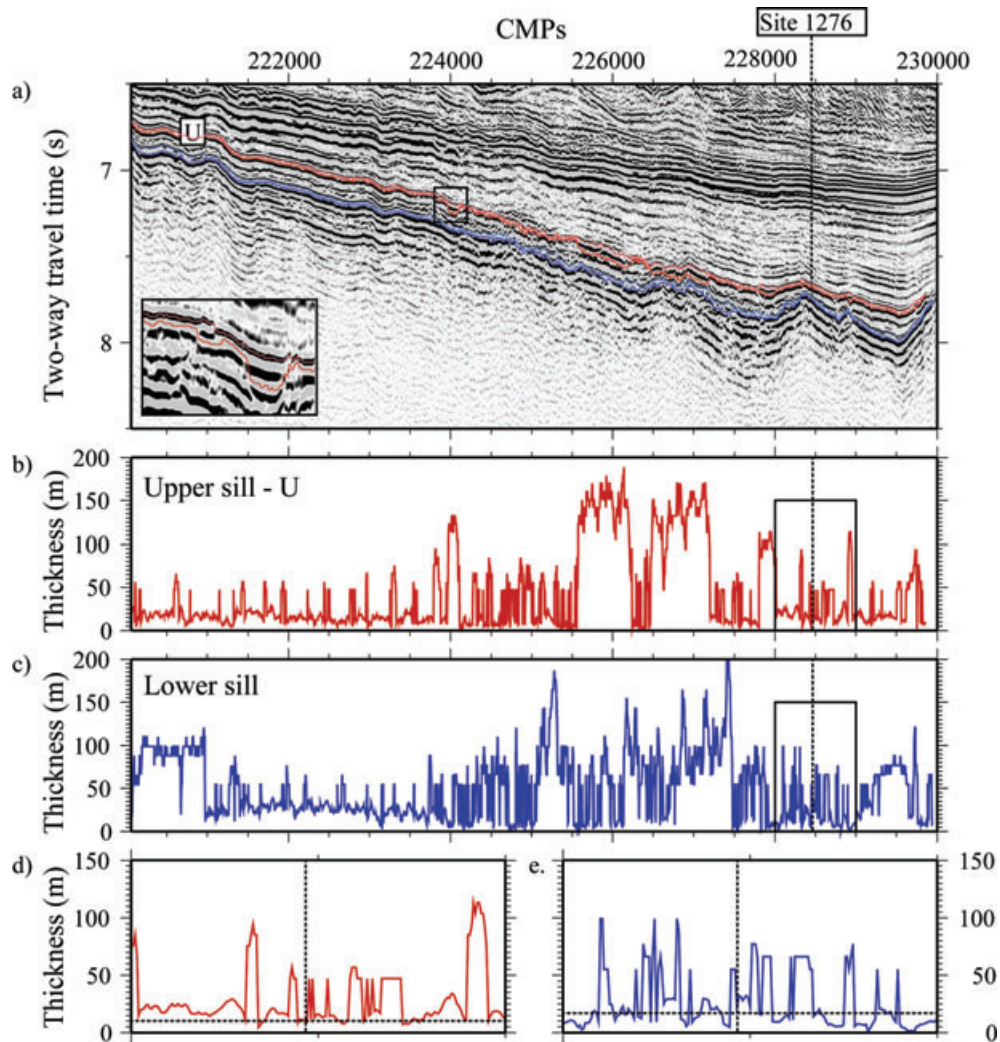 Site 1276
CMPs
222000 224000 226000 228000 230000
a)
U
7
8
Two-way travel time (s)
b)
200
150
100
50
0
Thickness (m)
Upper sill - U
c)
200
150
100
50
0
Thickness (m)
Lower sill
d)
150
100
50
0
Thickness (m)
e.
150
100
50
0